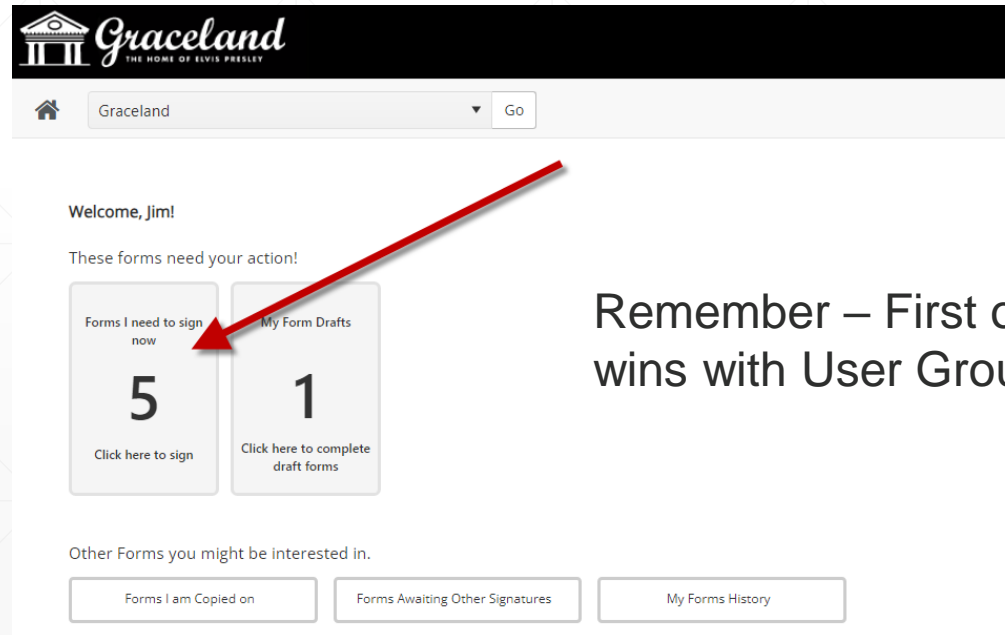 Graceland
THE HOME OF ELVIS PRESLEY
Graceland
Go
Welcome, Jim!
These forms need your action!
Forms I need to sign
now
5
Click here to sign
My Form Drafts
1
Click here to complete
draft forms
Remember – First
wins with User
Other Forms you might be interested in.
Forms I am Copied on
Forms Awaiting Other Signatures
My Forms History